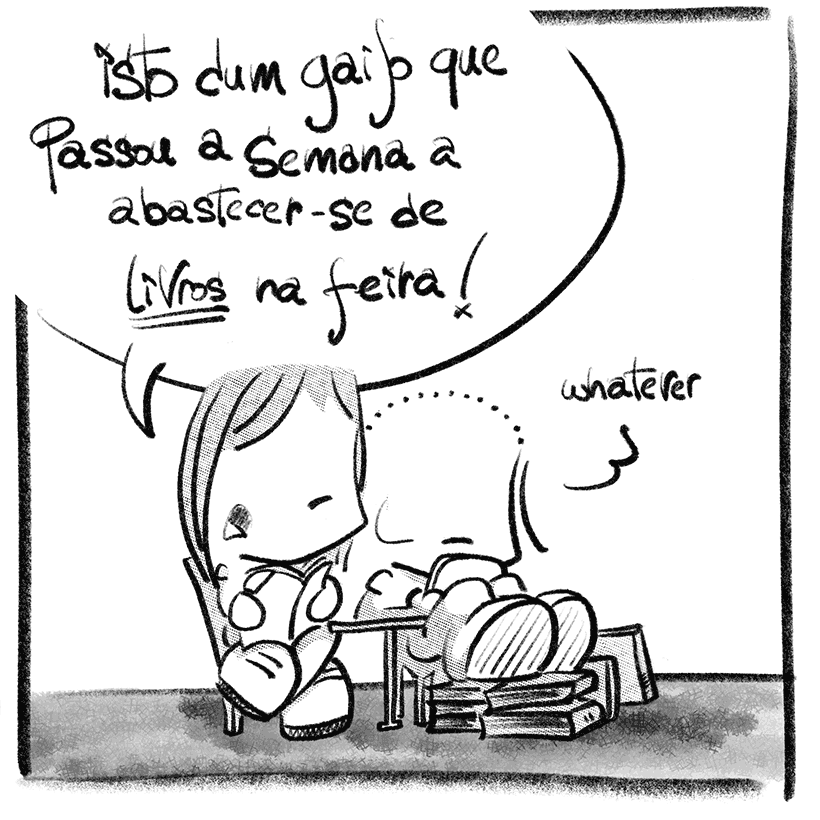 isto dum gajo que
Passou a semana a
abastecer-se de
livros na feira!
whatever